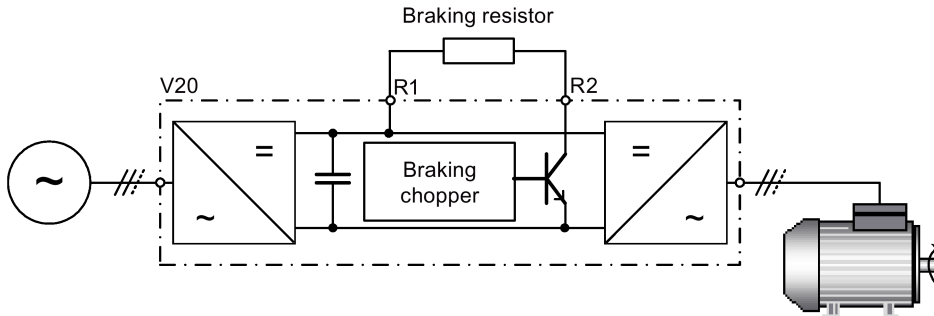 Braking resistor
V20
R1
R2
=
=
~
Braking
chopper
~
~